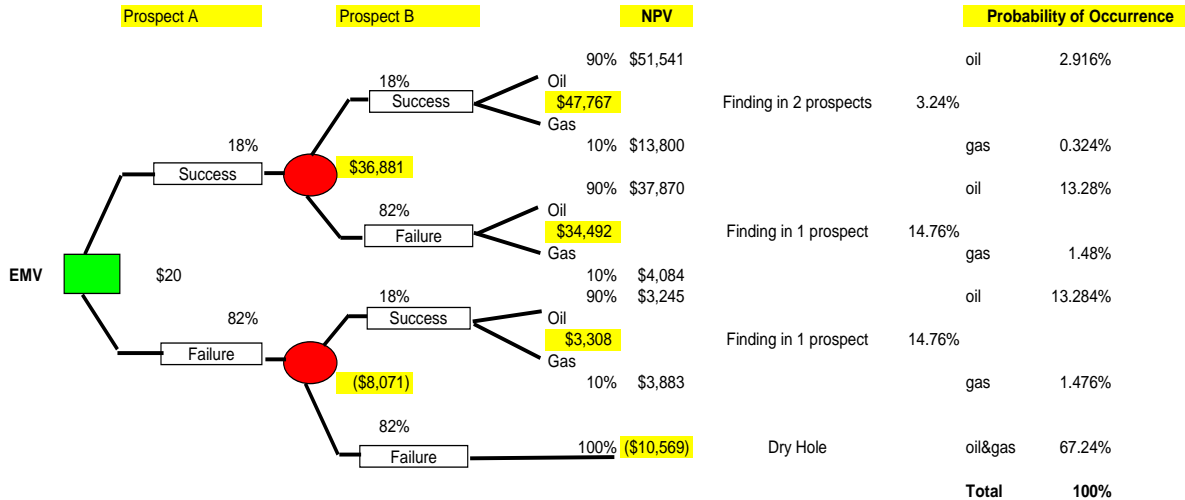 Prospect A Prospect B NPV Probability of Occurrence
90% $51,541 oil 2.916%
18% Oil
Success $47,767 Finding in 2 prospects 3.24%
Gas
18% 10% $13,800 gas 0.324%
Success $36,881
90% $37,870 oil 13.28%
82% Oil
Failure $34,492 Finding in 1 prospect 14.76%
Gas gas 1.48%
EMV $20 10% $4,084
18% 90% $3,245 oil 13.284%
82% Success Oil
Failure $3,308 Finding in 1 prospect 14.76%
Gas
($8,071) 10% $3,883 gas 1.476%
82%
Failure 100% ($10,569) Dry Hole oil&gas 67.24%
Total 100%